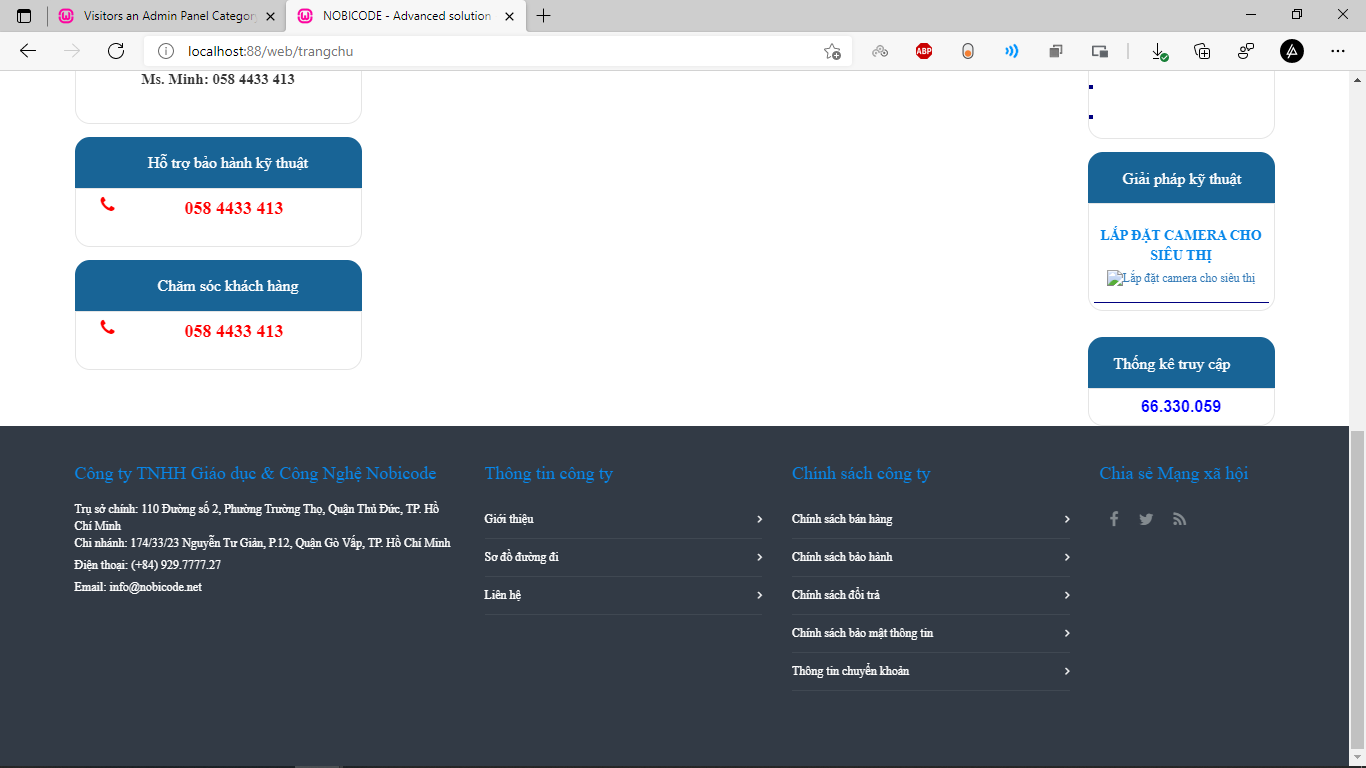 Visitors an Admin Panel Category
NOBICODE - Advanced solution
localhost:88/web/trangchu
ABP
Ms. Minh: 058 4433 413
Hỗ trợ bảo hành kỹ thuật
058 4433 413
Chăm sóc khách hàng
058 4433 413
Giải pháp kỹ thuật
LẮP ĐẶT CAMERA CHO
SIÊU THỊ
Lắp đặt camera cho siêu thị
Thống kê truy cập
66.330.059
Công ty TNHH Giáo dục & Công Nghệ Nobicode
Trụ sở chính: 110 Đường số 2, Phường Trường Thọ, Quận Thủ Đức, TP. Hồ
Chí Minh
Chi nhánh: 174/33/23 Nguyễn Tư Giản, P.12, Quận Gò Vấp, TP. Hồ Chí Minh
Điện thoại: (+84) 929.7777.27
Email: info@nobicode.net
Thông tin công ty
Giới thiệu
Sơ đồ đường đi
Liên hệ
Chính sách công ty
Chính sách bán hàng
Chính sách bảo hành
Chính sách đổi trả
Chính sách bảo mật thông tin
Thông tin chuyển khoản
Chia sẻ Mạng xã hội